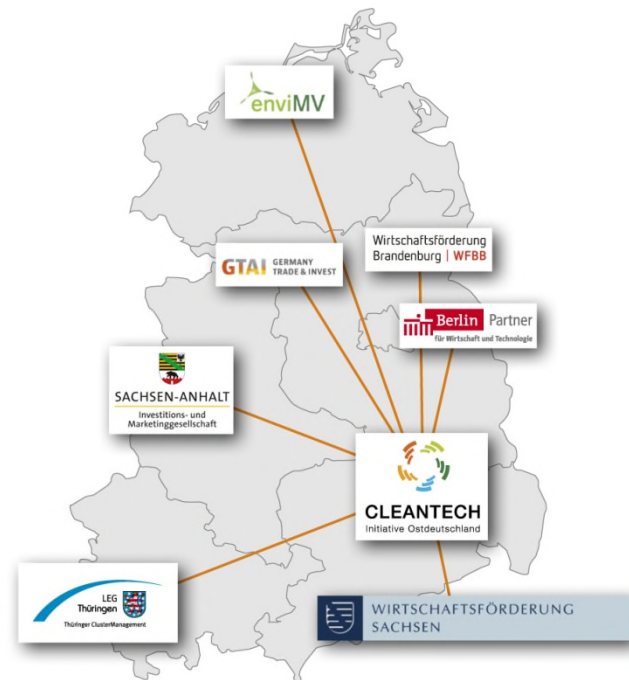 enviMV
GTAI GERMANY
TRADE & INVEST
Wirtschaftsförderung
Brandenburg | WFBB
Berlin Partner
für Wirtschaft und Technologie
SACHSEN-ANHALT
Investitions- und
Marketinggesellschaft
CLEANTECH
Initiative Ostdeutschland
LEG
Thüringen
Thüringer ClusterManagement
WIRTSCHAFTSFÖRDERUNG
SACHSEN